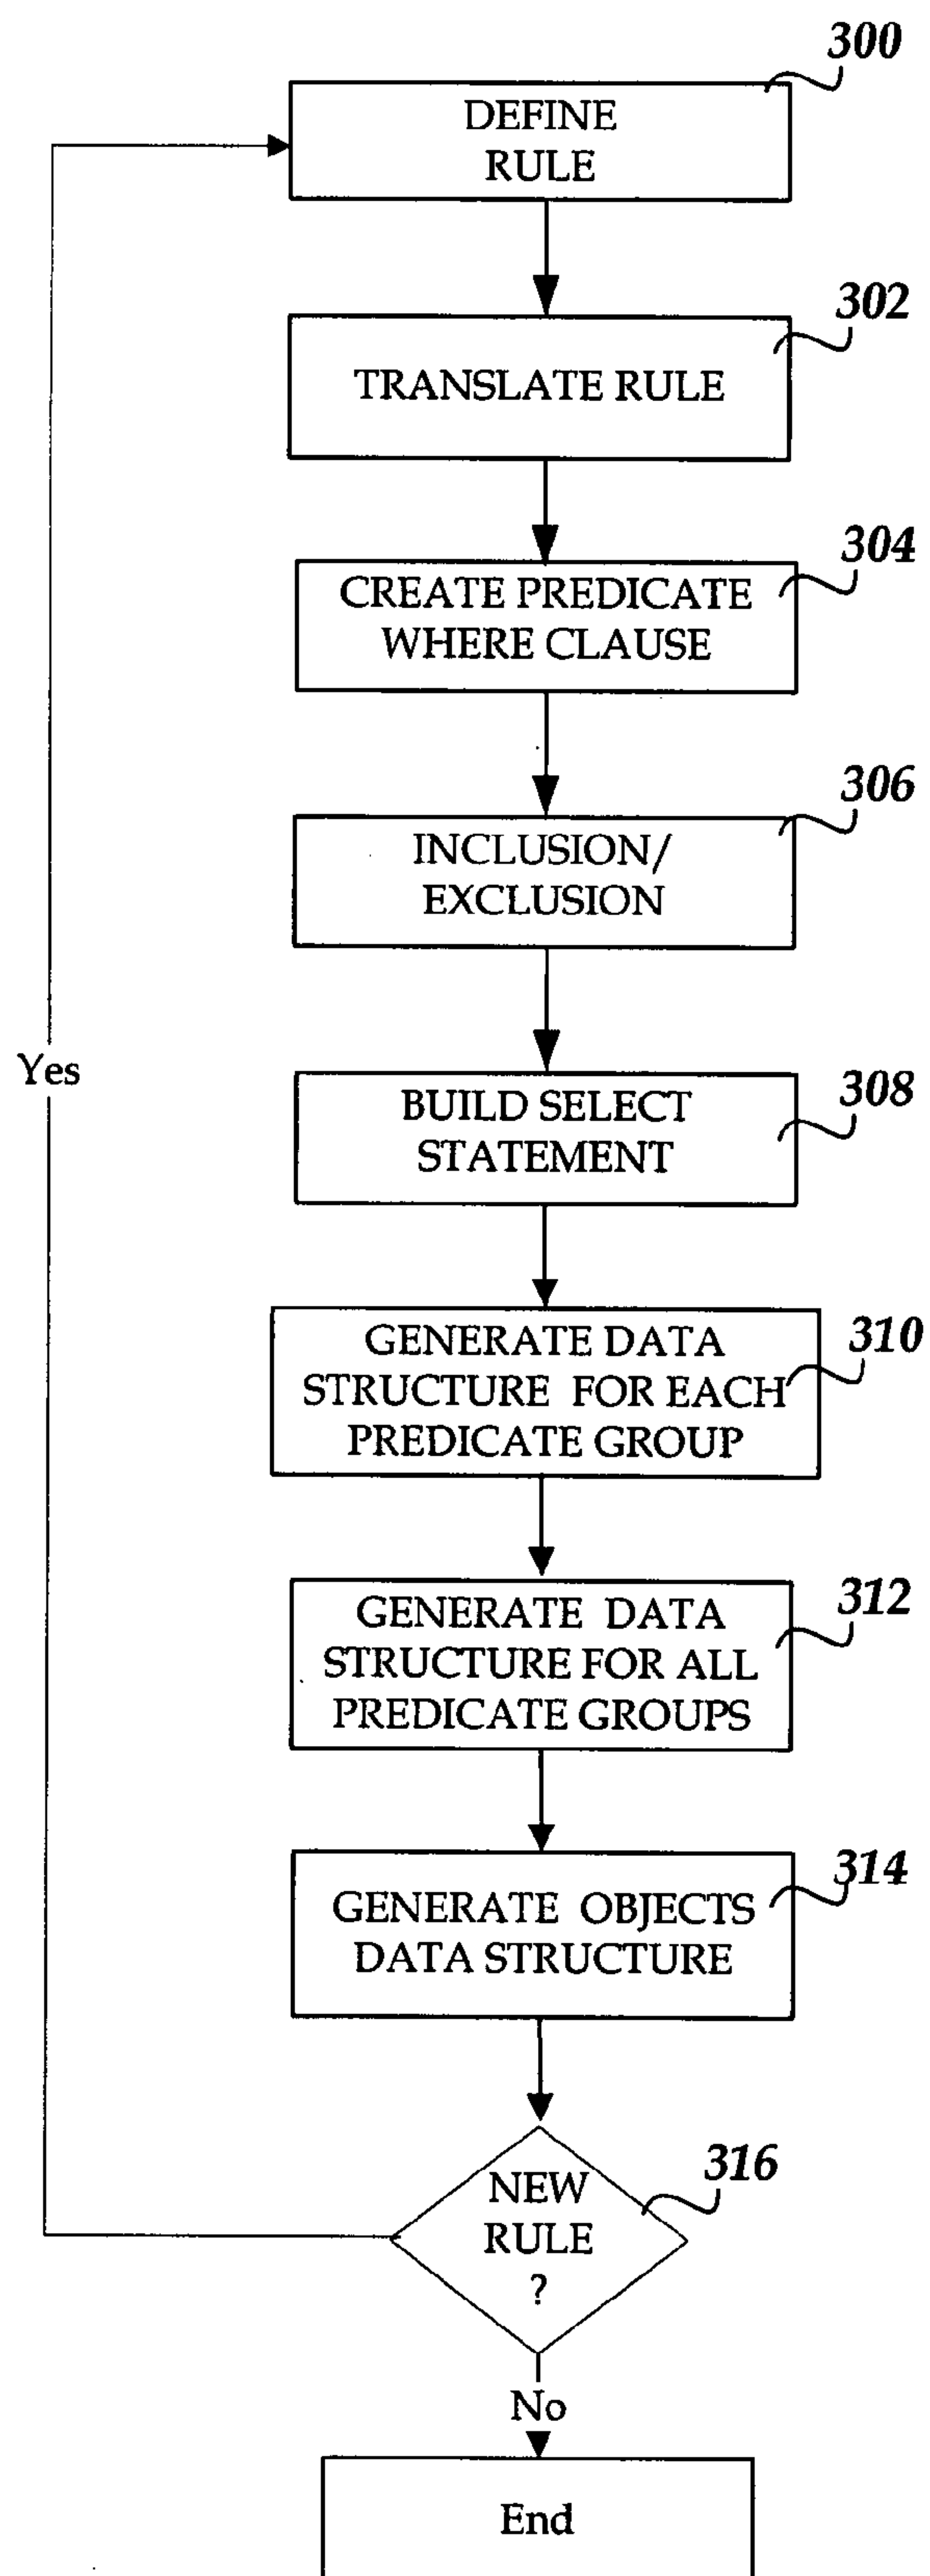 300
DEFINE
RULE
302
TRANSLATE RULE
304
CREATE PREDICATE
WHERE CLAUSE
306
INCLUSION/
EXCLUSION
Yes
308
BUILD SELECT
STATEMENT
310
GENERATE DATA
STRUCTURE FOR EACH
PREDICATE GROUP
312
GENERATE DATA
STRUCTURE FOR ALL
PREDICATE GROUPS
314
GENERATE OBJECTS
DATA STRUCTURE
316
NEW
RULE
?
No
End